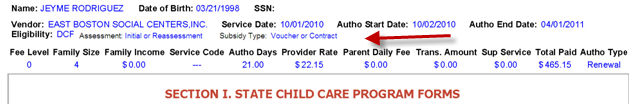 Name: JEYME RODRIGUEZ Date of Birth: 03/21/1998 SSN:
Vendor: EAST BOSTON SOCIAL CENTERS,INC. Service Date: 10/01/2010 Autho Start Date: 10/02/2010 Autho End Date: 04/01/2011
Eligibility: DCF Assessment: Initial or Reassessment Subsidy Type: Voucher or Contract
Fee Level Family Size Family Income Service Code Autho Days Provider Rate Parent Daily Fee Trans. Amount Sup Service Total Paid Autho Type
0 4 $0.00 --- 21.00 $22.15 $0.00 $0.00 $0.00 $465.15 Renewal
SECTION I. STATE CHILD CARE PROGRAM FORMS